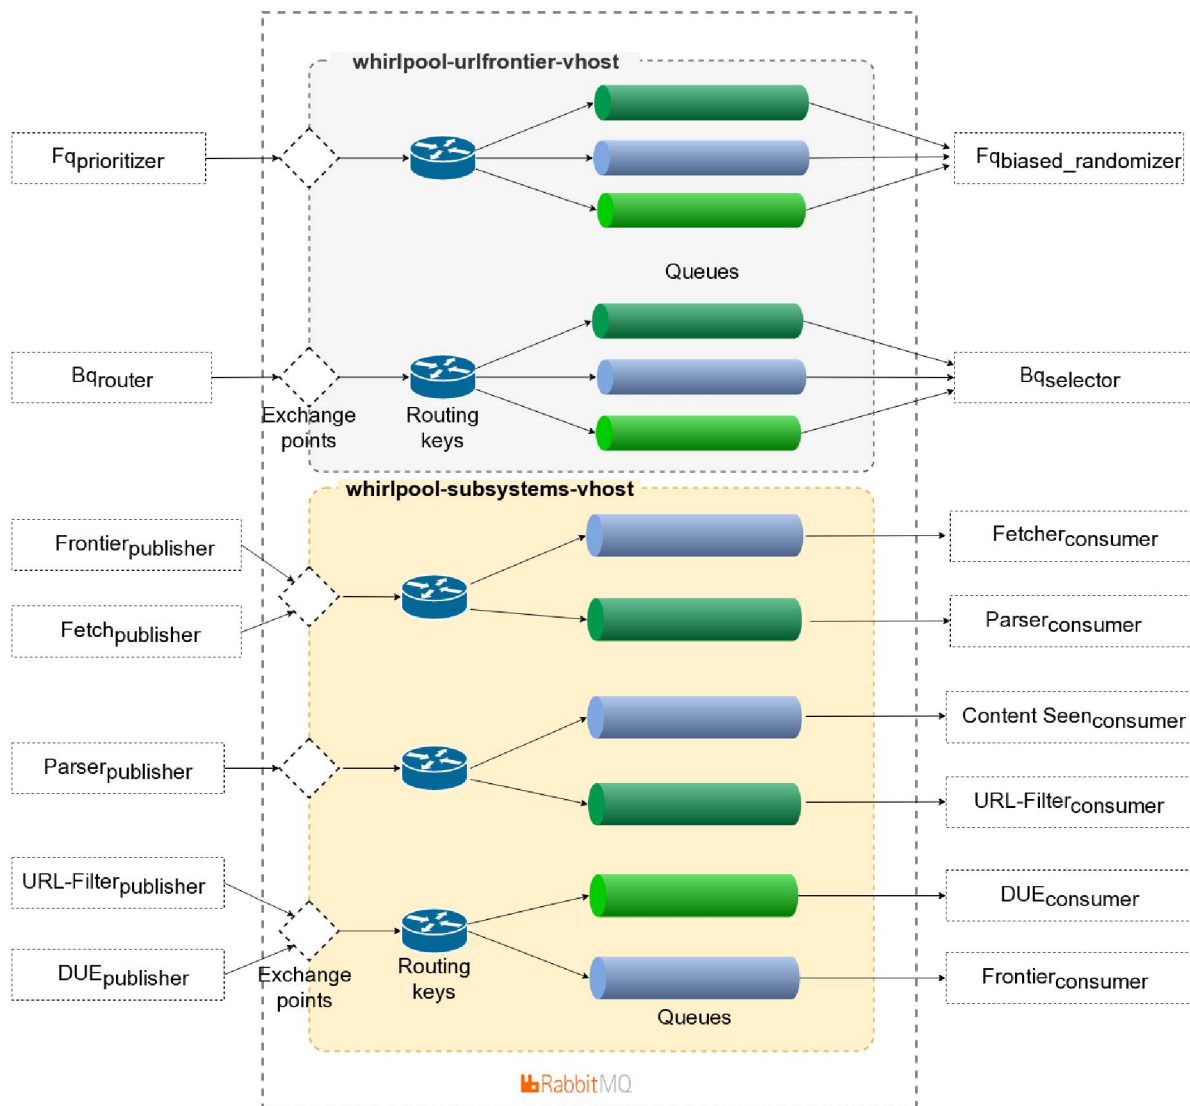 whirlpool-urlfrontier-vhost
Fqprioritizer
Fqbiased_randomizer
Queues
Bqrouter
Bqselector
Exchange
points
Routing
keys
whirlpool-subsystems-vhost
Frontierpublisher
Fetcherconsumer
Fetchpublisher
Parserconsumer
Content Seenconsumer
Parserpublisher
URL-Filterconsumer
URL-Filterpublisher
DUEconsumer
DUEpublisher
Exchange
points
Routing
keys
Frontierconsumer
Queues
RabbitMQ